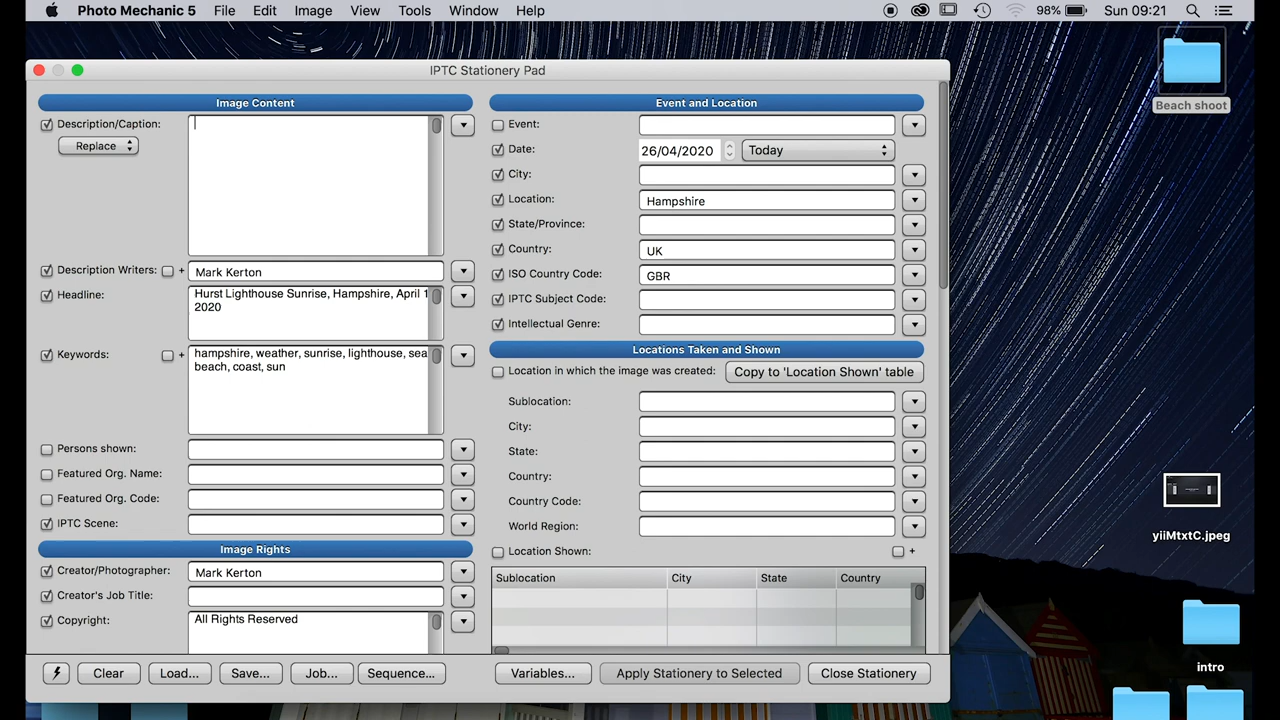 Photo Mechanic 5 File Edit Image View Tools Window Help 98% Sun 09:21
IPTC Stationery Pad
Image Content
Description/Caption:
Replace
Description Writers: + Mark Kerton
Headline: Hurst Lighthouse Sunrise, Hampshire, April 1
2020
Keywords: + hampshire, weather, sunrise, lighthouse, sea
beach, coast, sun
Persons shown:
Featured Org. Name:
Featured Org. Code:
IPTC Scene:
Image Rights
Creator/Photographer: Mark Kerton
Creator's Job Title:
Copyright: All Rights Reserved
Event and Location
Event:
Date: 26/04/2020 Today
City:
Location: Hampshire
State/Province:
Country: UK
ISO Country Code: GBR
IPTC Subject Code:
Intellectual Genre:
Locations Taken and Shown
Location in which the image was created: Copy to 'Location Shown' table
Sublocation:
City:
State:
Country:
Country Code:
World Region:
Location Shown: +
Sublocation City State Country
Clear Load... Save... Job... Sequence... Variables... Apply Stationery to Selected Close Stationery
Beach shoot
yiiMtxtC.jpeg
intro